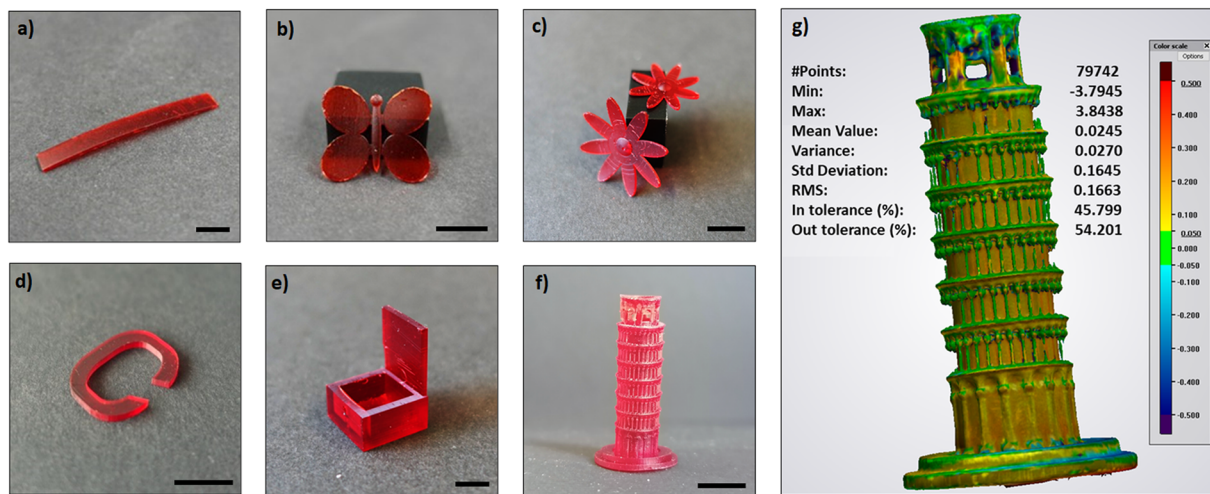 a)
b)
c)
d)
e)
f)
g)
#Points: 79742
Min: -3.7945
Max: 3.8438
Mean Value: 0.0245
Variance: 0.0270
Std Deviation: 0.1645
RMS: 0.1663
In tolerance (%): 45.799
Out tolerance (%): 54.201
Color scale X
Options
0.500
0.400
0.300
0.200
0.100
0.050
0.000
-0.050
-0.100
-0.200
-0.300
-0.400
-0.500